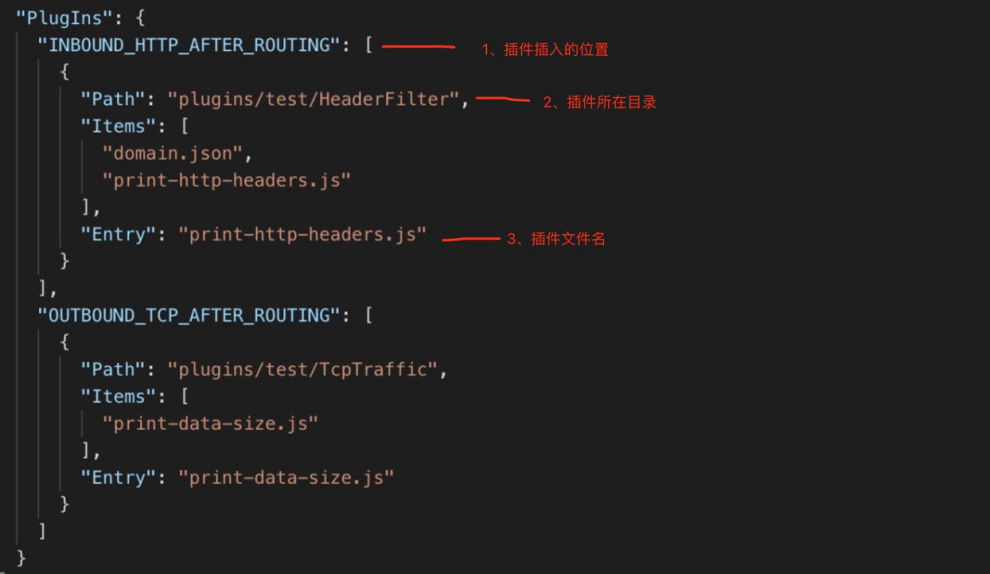 "PlugIns": {
"INBOUND_HTTP_AFTER_ROUTING": [ 1、插件插入的位置
{
"Path": "plugins/test/HeaderFilter", 2、插件所在目录
"Items": [
"domain.json",
"print-http-headers.js"
],
"Entry": "print-http-headers.js" 3、插件文件名
}
],
"OUTBOUND_TCP_AFTER_ROUTING": [
{
"Path": "plugins/test/TcpTraffic",
"Items": [
"print-data-size.js"
],
"Entry": "print-data-size.js"
}
]
}